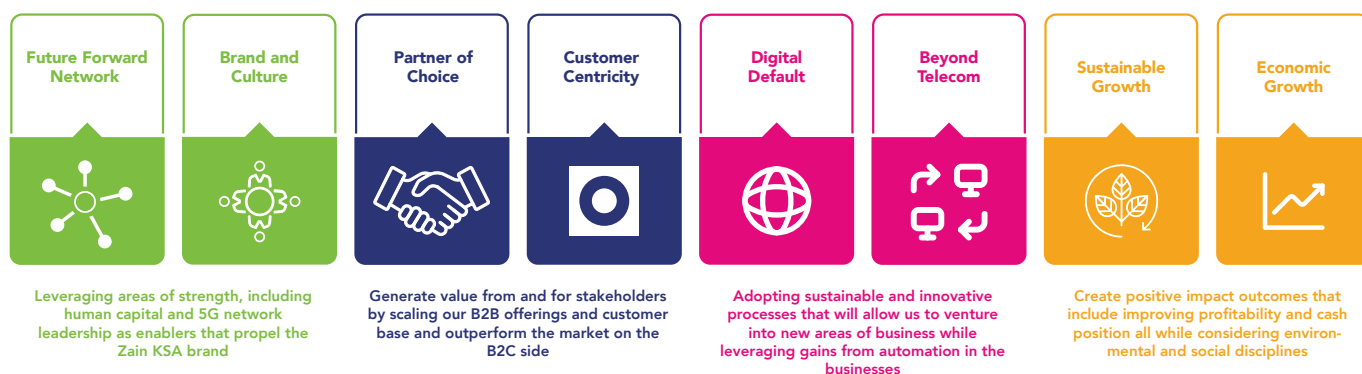 Future Forward
Network
Brand and
Culture
Partner of
Choice
Customer
Centricity
Digital
Default
Beyond
Telecom
Sustainable
Growth
Economic
Growth
Leveraging areas of strength, including
human capital and 5G network
leadership as enablers that propel the
Zain KSA brand
Generate value from and for stakeholders
by scaling our B2B offerings and customer
base and outperform the market on the
B2C side
Adopting sustainable and innovative
processes that will allow us to venture
into new areas of business while
leveraging gains from automation in the
businesses
Create positive impact outcomes that
include improving profitability and cash
position all while considering environ-
mental and social disciplines